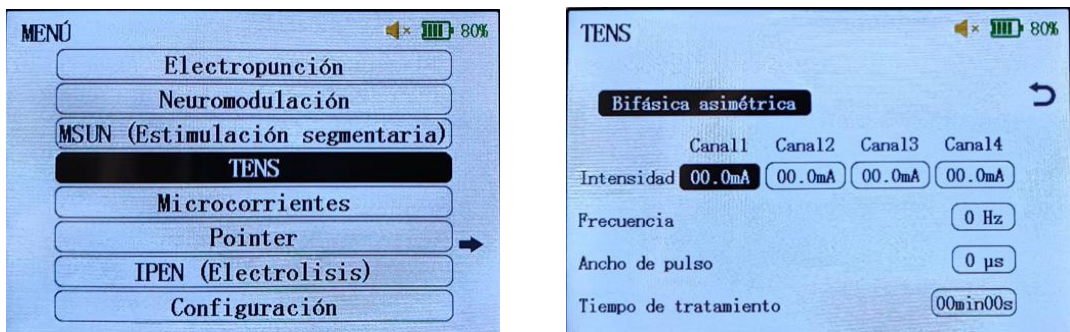 MENÚ 80%
Electropunción
Neuromodulación
MSUN (Estimulación segmentaria)
TENS
Microcorrientes
Pointer
IPEN (Electrolisis)
Configuración
TENS 80%
Bifásica asimétrica
Canal1 Canal2 Canal3 Canal4
Intensidad 00.0mA 00.0mA 00.0mA 00.0mA
Frecuencia 0 Hz
Ancho de pulso 0 µs
Tiempo de tratamiento 00min00s